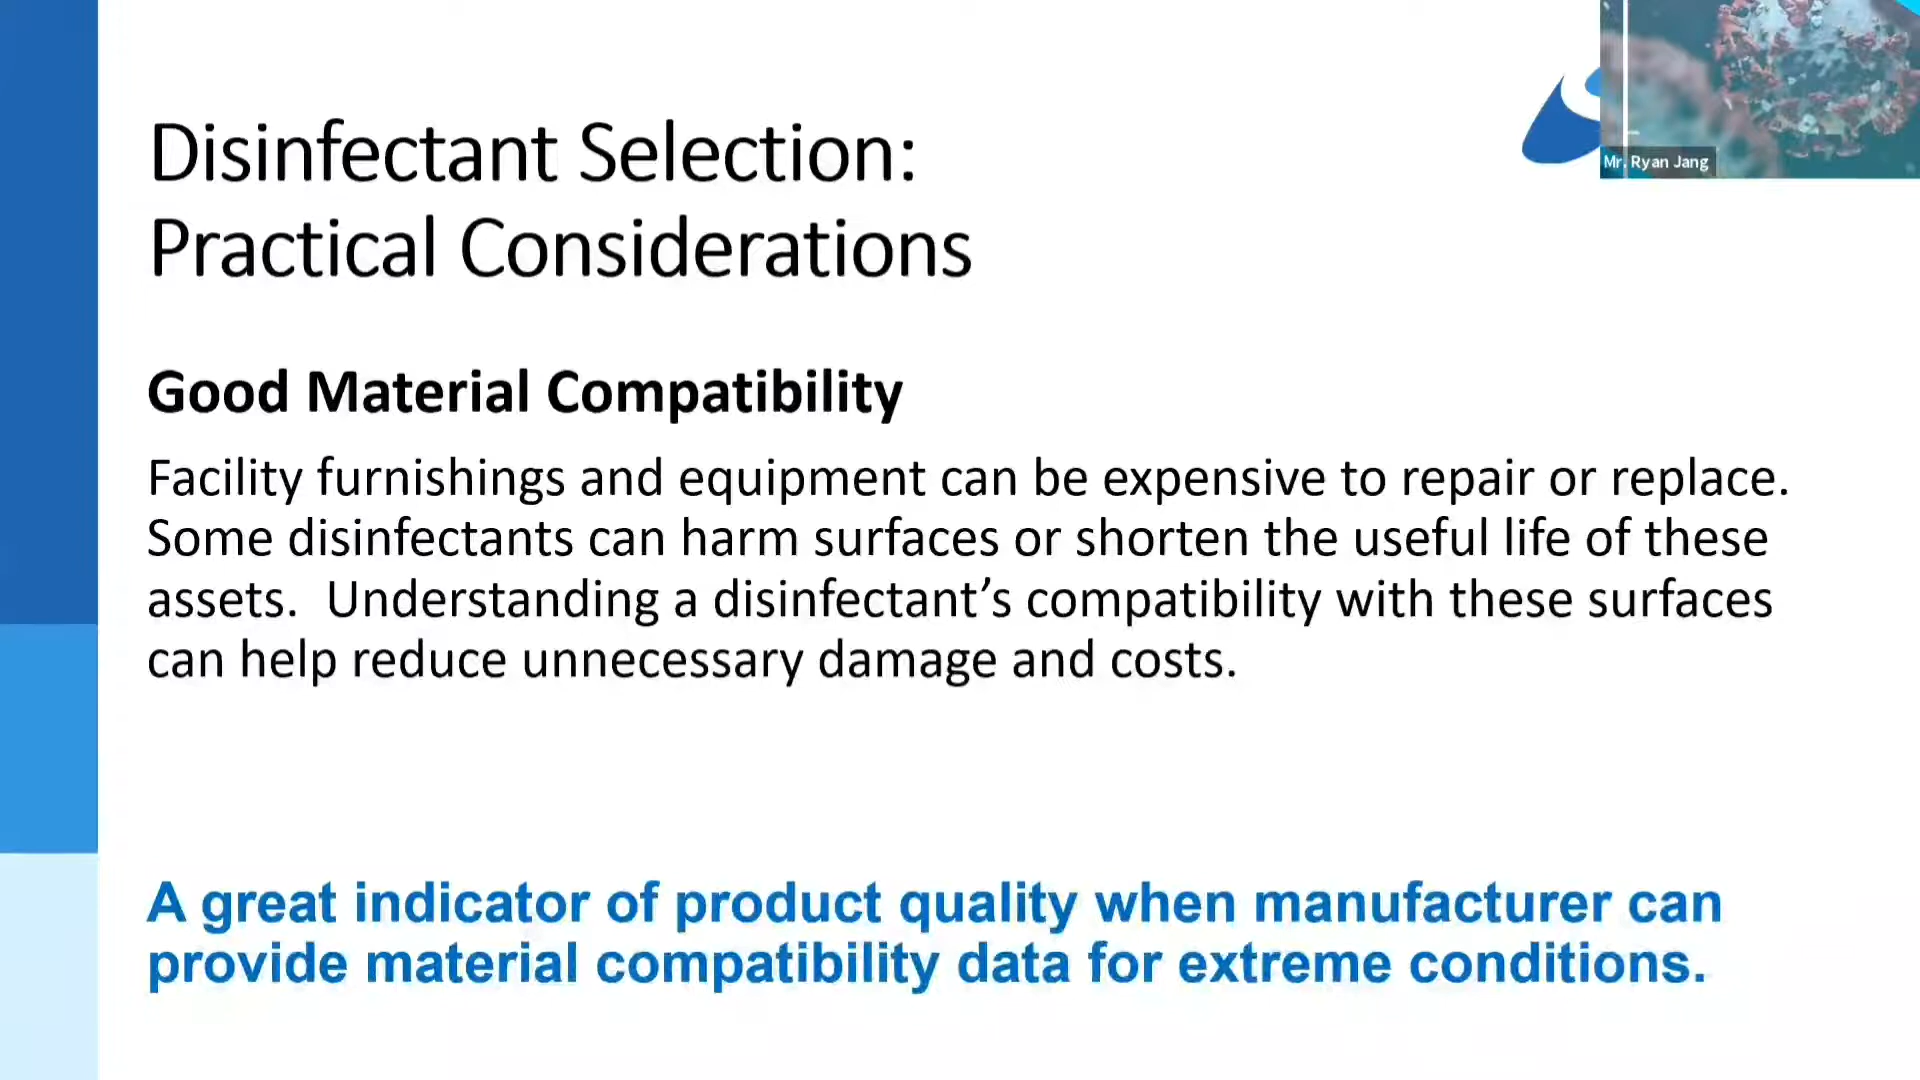 Disinfectant Selection:
Practical Considerations
Mr. Ryan Jang
Good Material Compatibility
Facility furnishings and equipment can be expensive to repair or replace.
Some disinfectants can harm surfaces or shorten the useful life of these
assets.  Understanding a disinfectant’s compatibility with these surfaces
can help reduce unnecessary damage and costs.
A great indicator of product quality when manufacturer can
provide material compatibility data for extreme conditions.